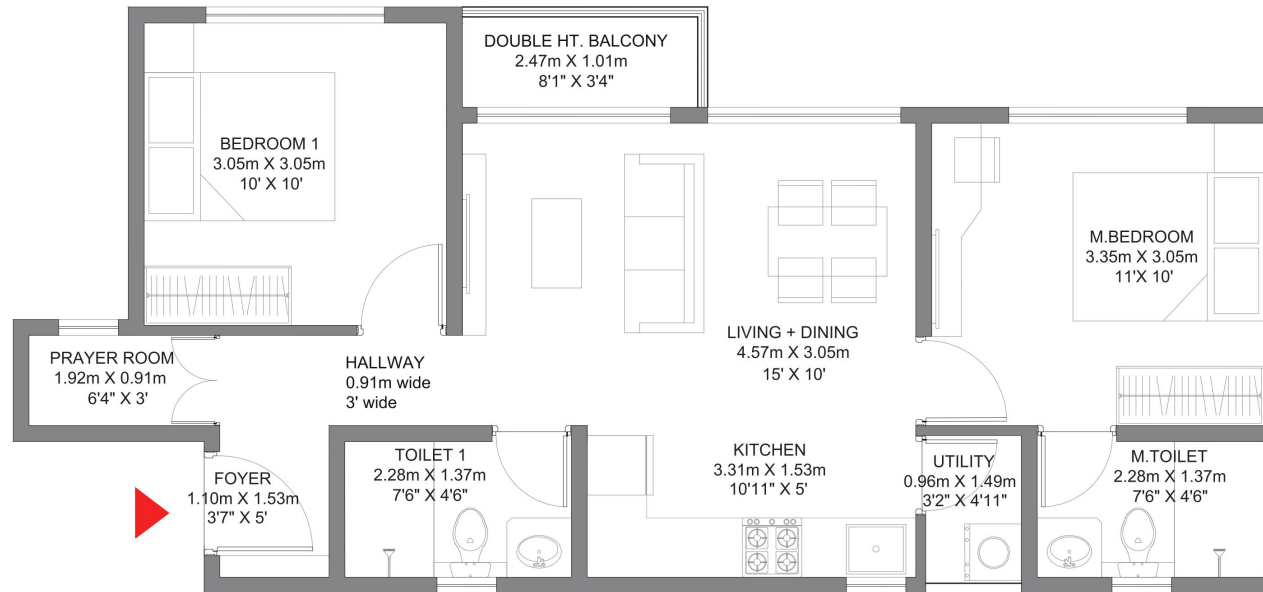 DOUBLE HT. BALCONY
2.47m X 1.01m
8'1" X 3'4"
BEDROOM 1
3.05m X 3.05m
10' X 10'
M.BEDROOM
3.35m X 3.05m
11'X 10'
LIVING + DINING
4.57m X 3.05m
15' X 10'
PRAYER ROOM
1.92m X 0.91m
6'4" X 3'
HALLWAY
0.91m wide
3' wide
TOILET 1
2.28m X 1.37m
7'6" X 4'6"
KITCHEN
3.31m X 1.53m
10'11" X 5'
UTILITY
0.96m X 1.49m
3'2" X 4'11"
M.TOILET
2.28m X 1.37m
7'6" X 4'6"
FOYER
1.10m X 1.53m
3'7" X 5'